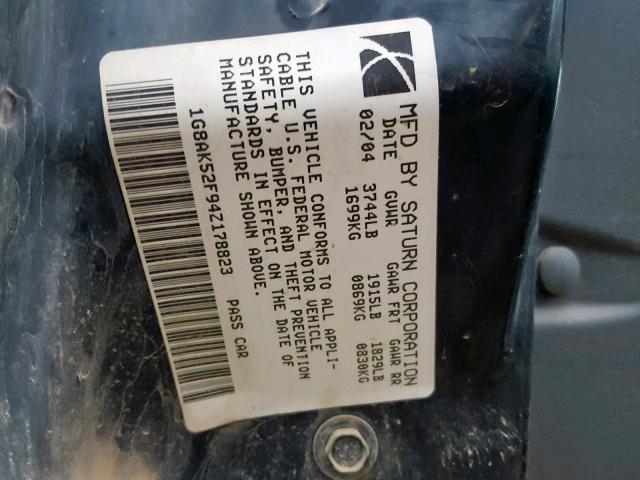 MFD BY SATURN CORPORATION
DATE GVWR GAWR FRT GAWR RR
02/04 3744LB 1915LB 1829LB
1699KG 0869KG 0830KG
THIS VEHICLE CONFORMS TO ALL APPLI-
CABLE U.S. FEDERAL MOTOR VEHICLE
SAFETY, BUMPER, AND THEFT PREVENTION
STANDARDS IN EFFECT ON THE DATE OF
MANUFACTURE SHOWN ABOVE.
1G8AK52F94Z178823 PASS CAR